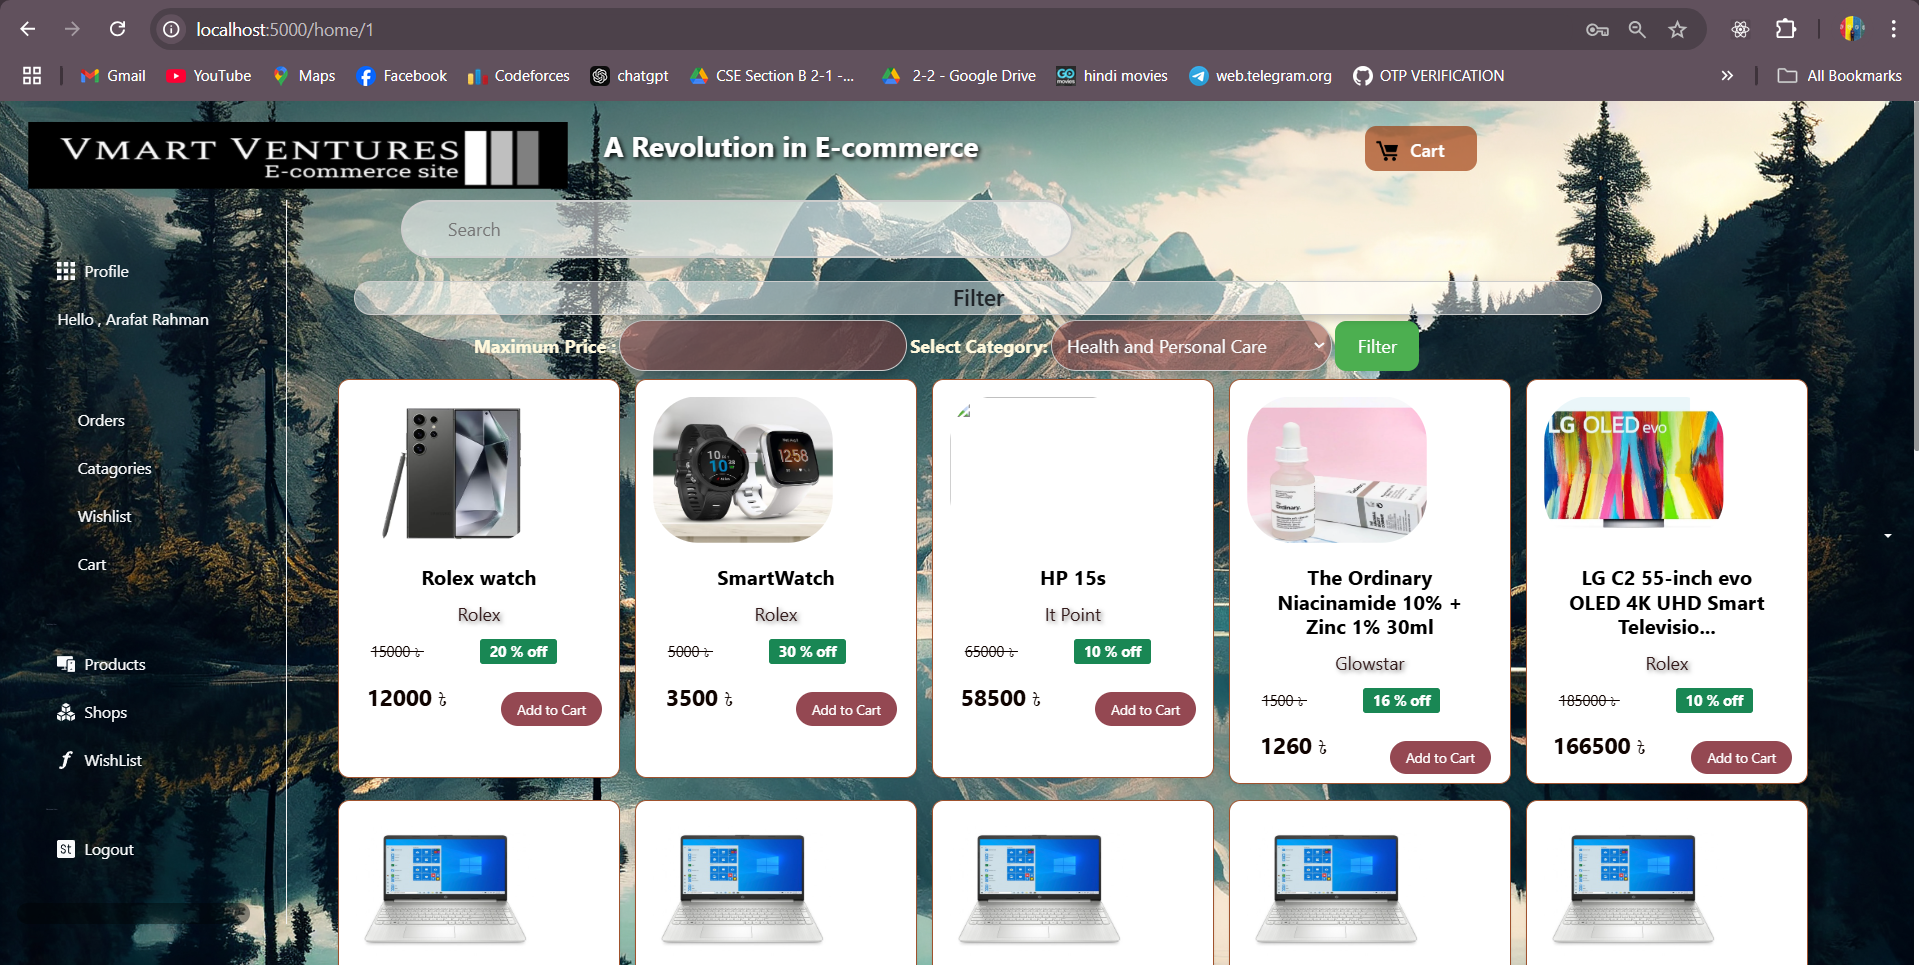 localhost:5000/home/1
Gmail
YouTube
Maps
Facebook
Codeforces
chatgpt
CSE Section B 2-1 -...
2-2 - Google Drive
hindi movies
web.telegram.org
OTP VERIFICATION
All Bookmarks
VMART VENTURES
E-commerce site
A Revolution in E-commerce
Cart
Search
Profile
Hello , Arafat Rahman
Filter
Maximum Price :
Select Category:
Health and Personal Care
Filter
Orders
Catagories
Wishlist
Cart
Products
Shops
WishList
Logout
Rolex watch
Rolex
15000 ৳
20 % off
12000 ৳
Add to Cart
SmartWatch
Rolex
5000 ৳
30 % off
3500 ৳
Add to Cart
HP 15s
It Point
65000 ৳
10 % off
58500 ৳
Add to Cart
The Ordinary
Niacinamide 10% +
Zinc 1% 30ml
Glowstar
1500 ৳
16 % off
1260 ৳
Add to Cart
LG OLED evo
LG C2 55-inch evo
OLED 4K UHD Smart
Televisio...
Rolex
185000 ৳
10 % off
166500 ৳
Add to Cart